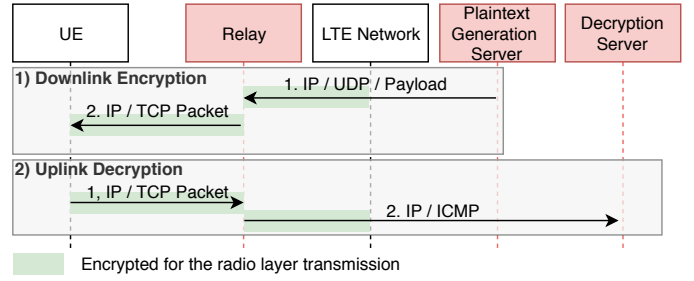 UE
Relay
LTE Network
Plaintext
Generation
Server
Decryption
Server
1) Downlink Encryption
1. IP / UDP / Payload
2. IP / TCP Packet
2) Uplink Decryption
1, IP / TCP Packet
2. IP / ICMP
Encrypted for the radio layer transmission